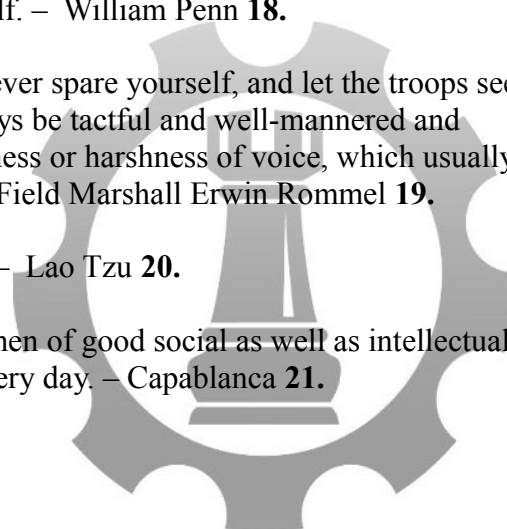 lf. – William Penn 18.
ever spare yourself, and let the troops see
ys be tactful and well-mannered and
ness or harshness of voice, which usually
Field Marshall Erwin Rommel 19.
– Lao Tzu 20.
nen of good social as well as intellectual
ery day. – Capablanca 21.